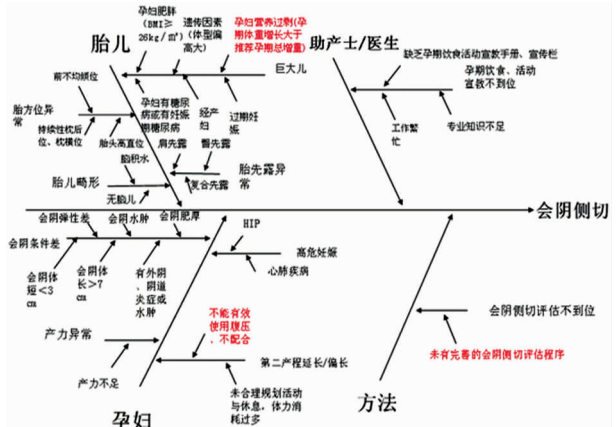 胎儿
孕妇肥胖
(BMI≥
26kg/㎡)
遗传因素
(体型偏
高大)
孕妇营养过剩(孕
期体重增长大于
推荐孕期总增重)
巨大儿
孕妇有糖尿
病或有妊娠
期糖尿病
经产
妇
过期妊
娠
前不均倾位
胎方位异
常
持续性枕后
位、枕横位
胎头高直位
肩先露
臀先露
胎先露异
常
复合先露
脑积水
胎儿畸形
无脑儿
助产士/医生
缺乏孕期饮食活动宣教手册、宣传栏
孕期饮食、活动
宣教不到位
工作繁
忙
专业知识不足
会阴侧切
会阴弹性差
会阴水肿
会阴肥厚
会阴条件差
会阴体
短<3
cm
会阴体
长>7
cm
有外阴
、阴道
炎症或
水肿
HIP
高危妊娠
心肺疾病
产力异常
产力不足
不能有效
使用腹压
、不配合
第二产程延长/偏长
未合理规划活动
与休息,体力消
耗过多
孕妇
会阴侧切评估不到位
未有完善的会阴侧切评估程序
方法